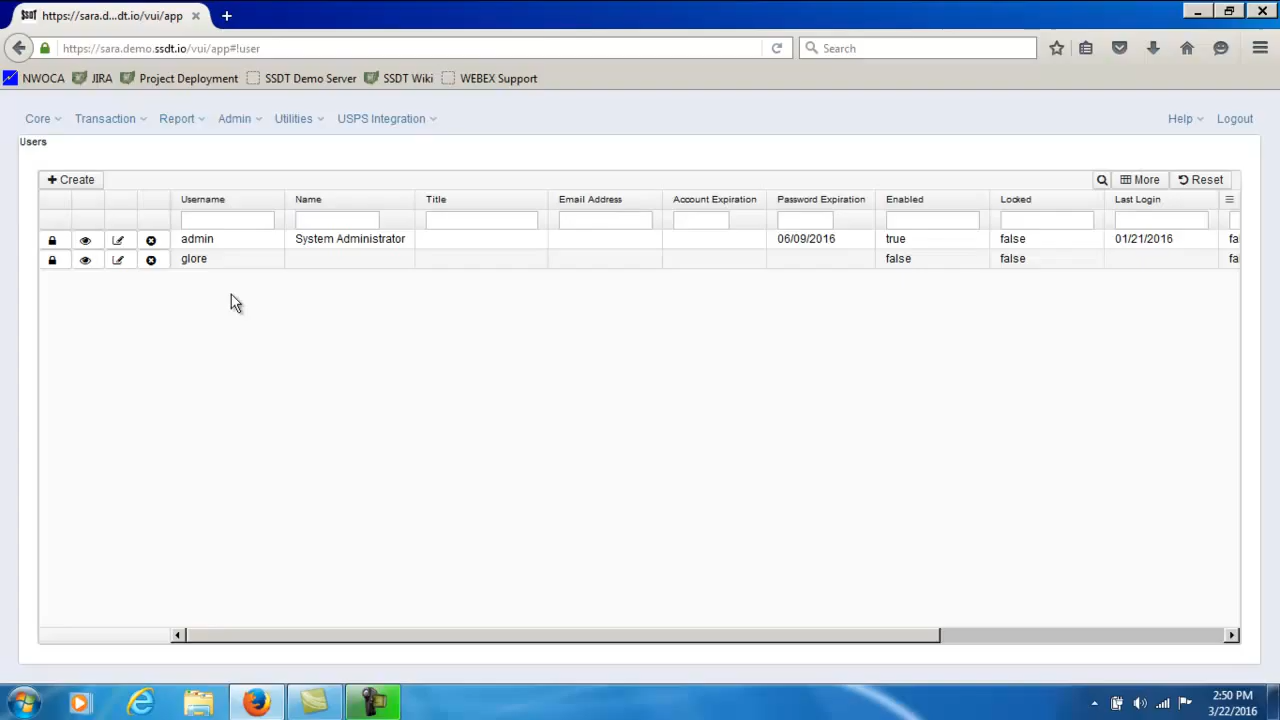 SSDT https://sara.d...dt.io/vui/app
https://sara.demo.ssdt.io/vui/app#!user
Search
NWOCA JIRA Project Deployment SSDT Demo Server SSDT Wiki WEBEX Support
Core Transaction Report Admin Utilities USPS Integration Help Logout
Users
Create More Reset
Username Name Title Email Address Account Expiration Password Expiration Enabled Locked Last Login
admin System Administrator 06/09/2016 true false 01/21/2016 fa
glore false false fa
2:50 PM
3/22/2016